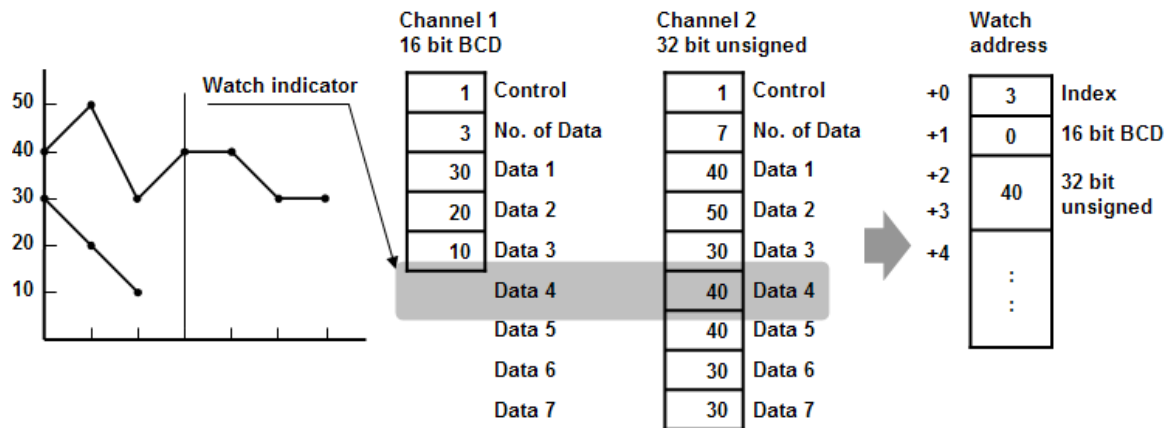 Channel 1
16 bit BCD
Channel 2
32 bit unsigned
Watch
address
Watch indicator
50
40
30
20
10
1 Control
3 No. of Data
30 Data 1
20 Data 2
10 Data 3
Data 4
Data 5
Data 6
Data 7
1 Control
7 No. of Data
40 Data 1
50 Data 2
30 Data 3
40 Data 4
40 Data 5
30 Data 6
30 Data 7
+0 3 Index
+1 0 16 bit BCD
+2
+3
40
32 bit
unsigned
+4
:
: